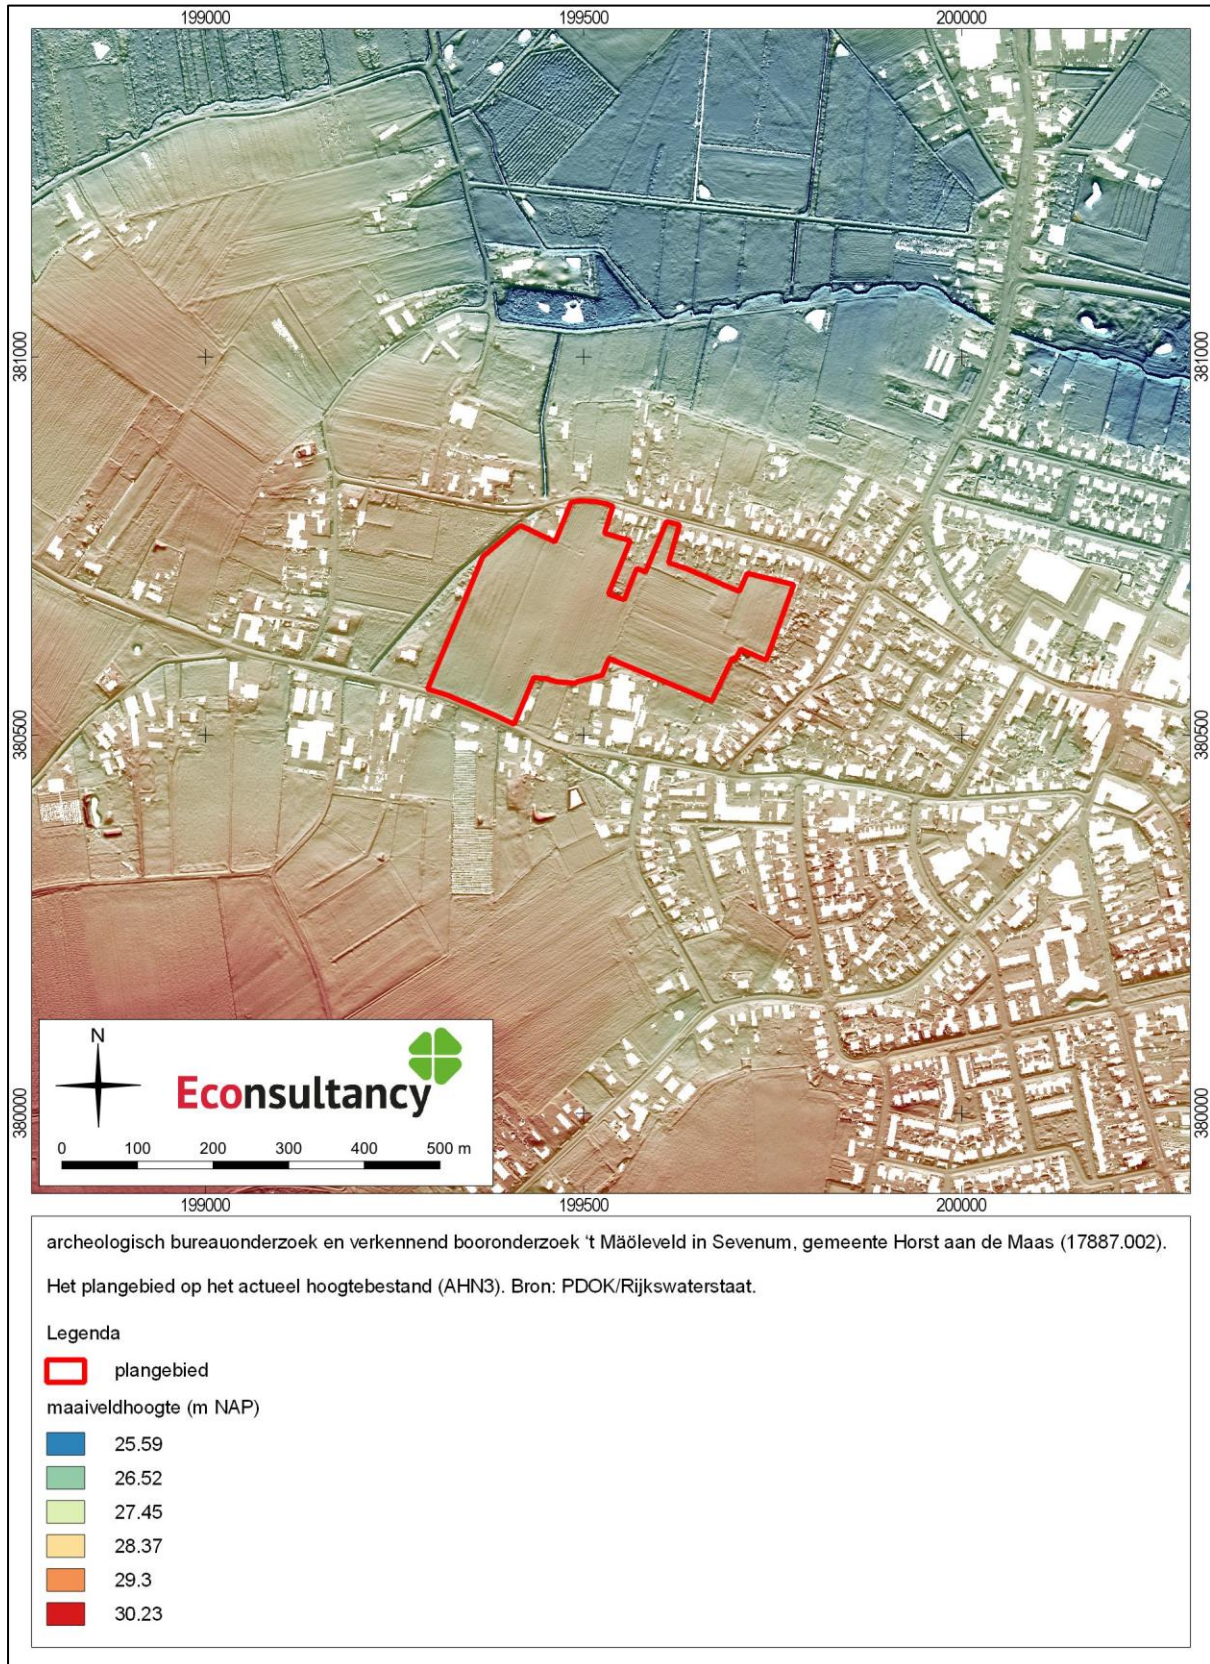 199000 199500 200000
381000 381000
380500 380500
380000 380000
N
Econsultancy
0 100 200 300 400 500 m
199000 199500 200000
archeologisch bureauonderzoek en verkennend booronderzoek ‘t Mäöleveld in Sevenum, gemeente Horst aan de Maas (17887.002).
Het plangebied op het actueel hoogtebestand (AHN3). Bron: PDOK/Rijkswaterstaat.
Legenda
plangebied
maaiveldhoogte (m NAP)
25.59
26.52
27.45
28.37
29.3
30.23